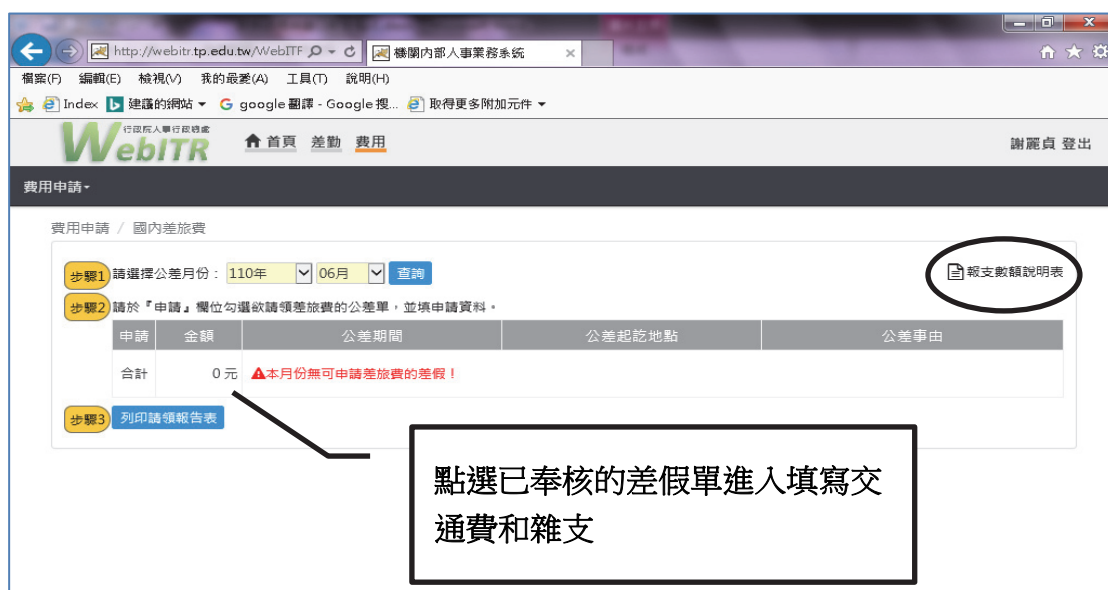 http://webitr.tp.edu.tw/WebITF
機關內部人事業務系統
檔案(F) 編輯(E) 檢視(V) 我的最愛(A) 工具(T) 說明(H)
Index 建議的網站 google 翻譯 - Google 搜... 取得更多附加元件
行政院人事行政總處
WebITR
首頁 差勤 費用
謝麗貞 登出
費用申請
費用申請 / 國內差旅費
步驟1 請選擇公差月份： 110年 06月 查詢
報支數額說明表
步驟2 請於『申請』欄位勾選欲請領差旅費的公差單，並填申請資料。
申請 金額 公差期間 公差起訖地點 公差事由
合計 0 元 本月份無可申請差旅費的差假！
步驟3 列印請領報告表
點選已奉核的差假單進入填寫交
通費和雜支